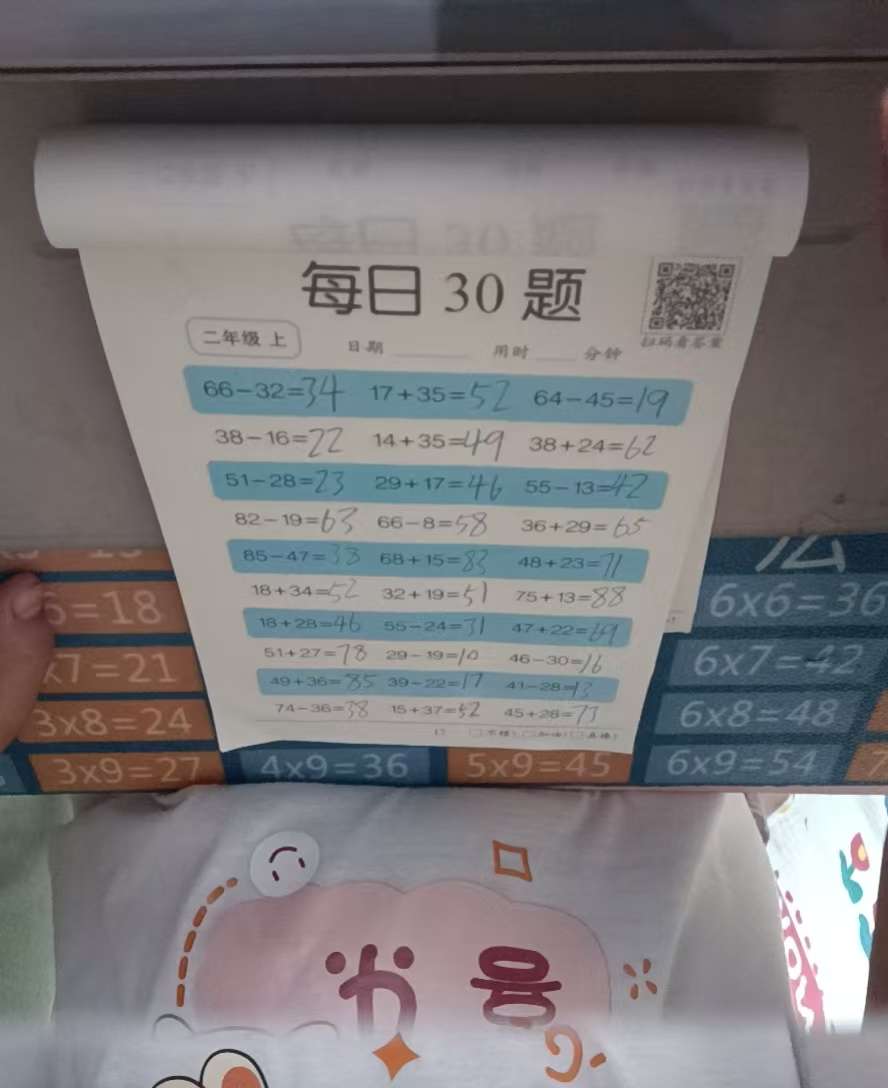 每日 30 题
扫码看答案
二年级 上
日期 用时 分钟
66-32=34 17+35=52 64-45=19
38-16=22 14+35=49 38+24=62
51-28=23 29+17=46 55-13=42
82-19=63 66-8=58 36+29=65
85-47=33 68+15=83 48+23=71
18+34=52 32+19=51 75+13=88
18+28=46 55-24=31 47+22=69
51+27=78 29-19=10 46-30=16
49+36=85 39-22=17 41-28=13
74-36=38 15+37=52 45+28=73
17
6=18
7=21
3x8=24
3x9=27 4x9=36 5x9=45
6x6=36
6x7=42
6x8=48
6x9=54 7